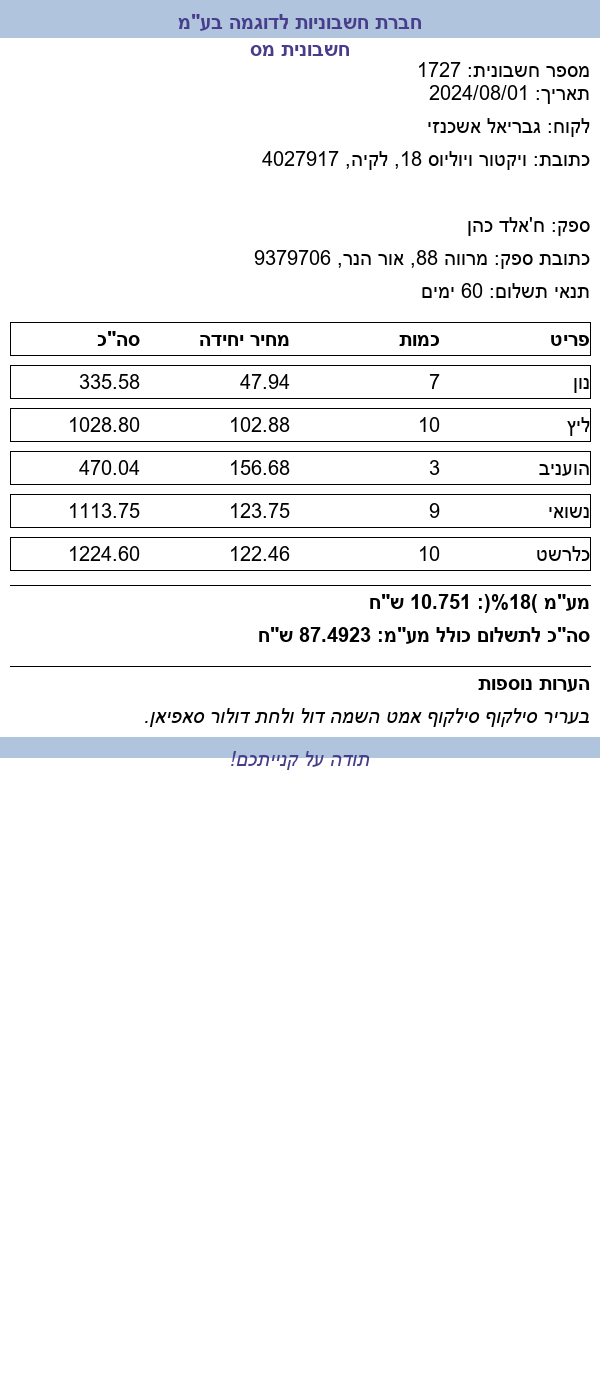 חברת חשבוניות לדוגמה בע"מ
חשבונית מס
מספר חשבונית: 1727
תאריך: 2024/08/01
לקוח: גבריאל אשכנזי
כתובת: ויקטור ויוליוס 18, לקיה, 4027917
ספק: ח'אלד כהן
כתובת ספק: מרווה 88, אור הנר, 9379706
תנאי תשלום: 60 ימים
פריט כמות מחיר יחידה סה"כ
נון 7 47.94 335.58
ליץ 10 102.88 1028.80
הועניב 3 156.68 470.04
נשואי 9 123.75 1113.75
כלרשט 10 122.46 1224.60
מע"מ )18%(: 10.751 ש"ח
סה"כ לתשלום כולל מע"מ: 87.4923 ש"ח
הערות נוספות
בעריר סילקוף סילקוף אמט השמה דול ולחת דולור סאפיאן.
תודה על קנייתכם!